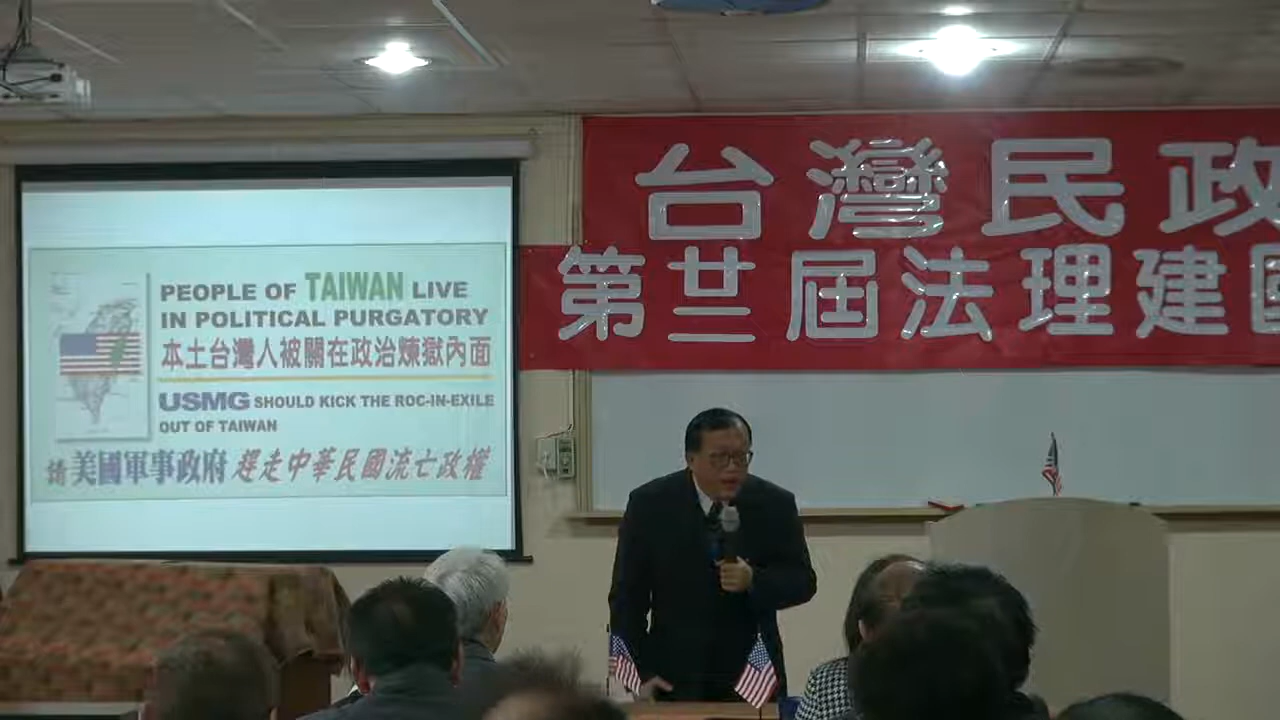 台灣民政
第廿三屆法理建國
PEOPLE OF TAIWAN LIVE
IN POLITICAL PURGATORY
本土台灣人被關在政治煉獄內面
USMG SHOULD KICK THE ROC-IN-EXILE
OUT OF TAIWAN
請美國軍事政府 趕走中華民國流亡政權